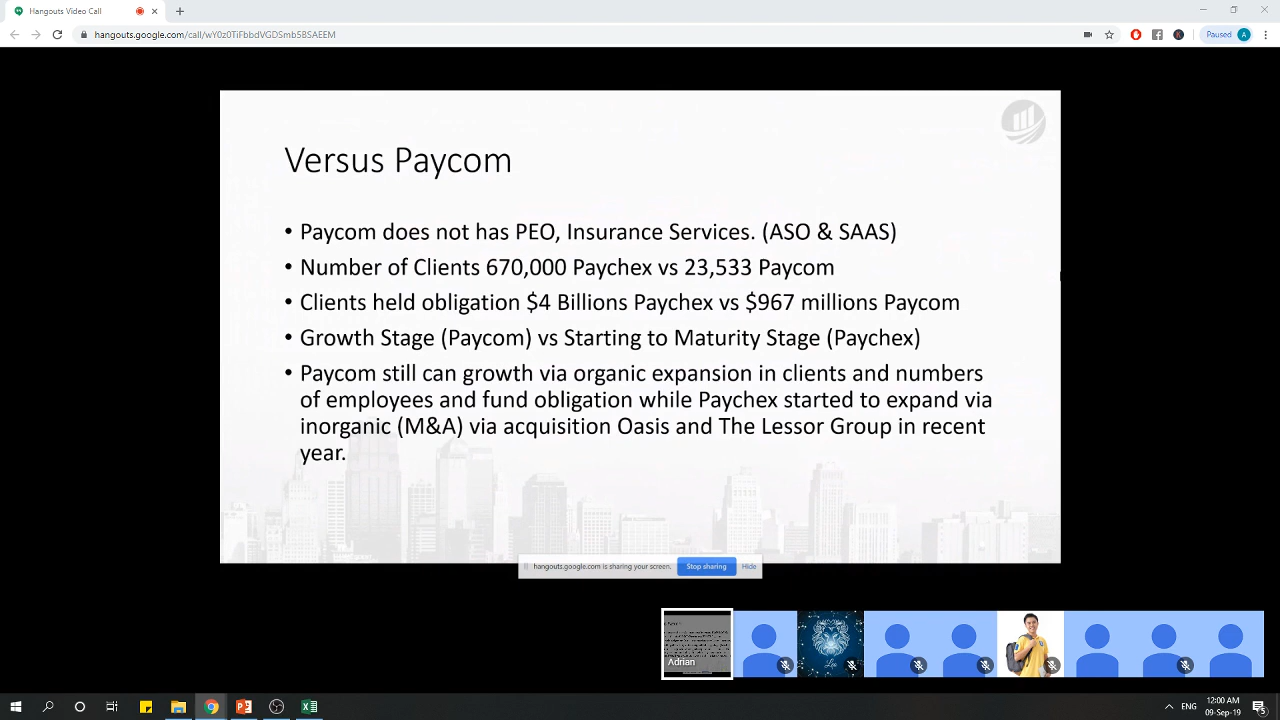 Hangouts Video Call
hangouts.google.com/call/wY0z0TiFbbdVGDSmb5BSAEEM
Paused
A
Versus Paycom
• Paycom does not has PEO, Insurance Services. (ASO & SAAS)
• Number of Clients 670,000 Paychex vs 23,533 Paycom
• Clients held obligation $4 Billions Paychex vs $967 millions Paycom
• Growth Stage (Paycom) vs Starting to Maturity Stage (Paychex)
• Paycom still can growth via organic expansion in clients and numbers
of employees and fund obligation while Paychex started to expand via
inorganic (M&A) via acquisition Oasis and The Lessor Group in recent
year.
hangouts.google.com is sharing your screen.
Stop sharing
Hide
Adrian
ENG
12:00 AM
09-Sep-19